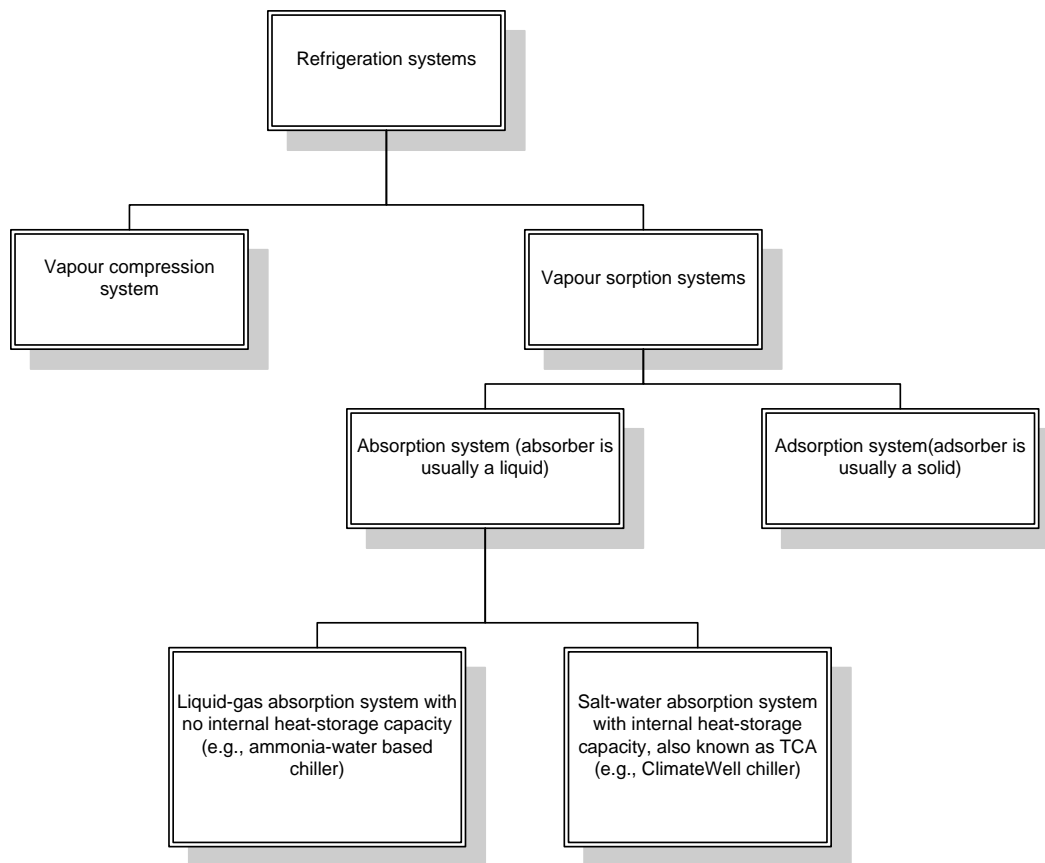 Refrigeration systems
Vapour compression
system
Vapour sorption systems
Absorption system (absorber is
usually a liquid)
Adsorption system(adsorber is
usually a solid)
Liquid-gas absorption system with
no internal heat-storage capacity
(e.g., ammonia-water based
chiller)
Salt-water absorption system
with internal heat-storage
capacity, also known as TCA
(e.g., ClimateWell chiller)